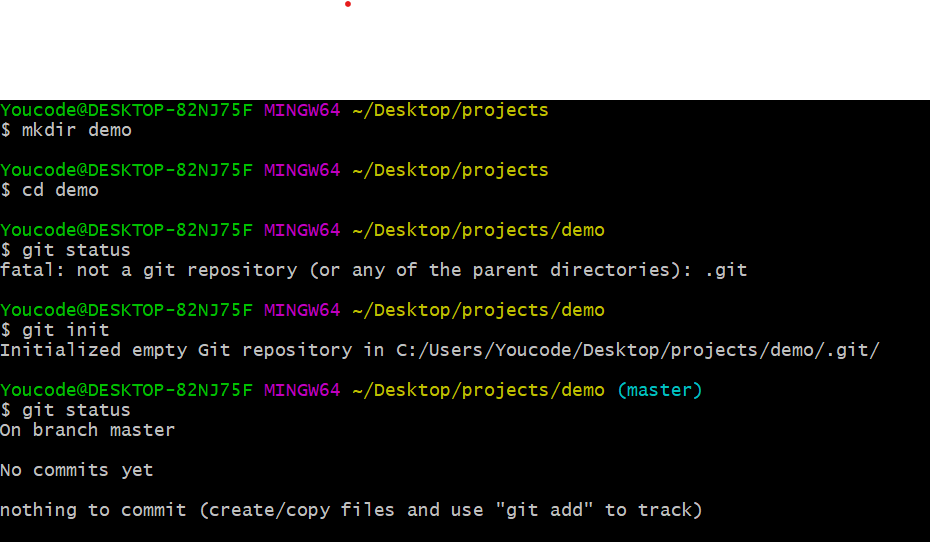 Youcode@DESKTOP-82NJ75F MINGW64 ~/Desktop/projects
$ mkdir demo
Youcode@DESKTOP-82NJ75F MINGW64 ~/Desktop/projects
$ cd demo
Youcode@DESKTOP-82NJ75F MINGW64 ~/Desktop/projects/demo
$ git status
fatal: not a git repository (or any of the parent directories): .git
Youcode@DESKTOP-82NJ75F MINGW64 ~/Desktop/projects/demo
$ git init
Initialized empty Git repository in C:/Users/Youcode/Desktop/projects/demo/.git/
Youcode@DESKTOP-82NJ75F MINGW64 ~/Desktop/projects/demo (master)
$ git status
On branch master
No commits yet
nothing to commit (create/copy files and use "git add" to track)